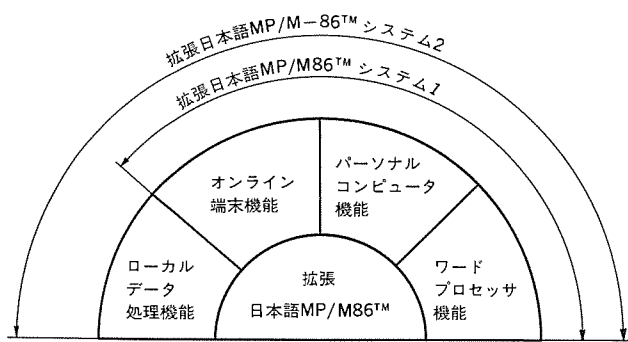 拡張日本語MP/M－86™ システム2
拡張日本語MP/M86™ システム1
オンライン
端末機能
パーソナル
コンピュータ
機能
ローカル
データ
処理機能
拡張
日本語MP/M86™
ワード
プロセッサ
機能